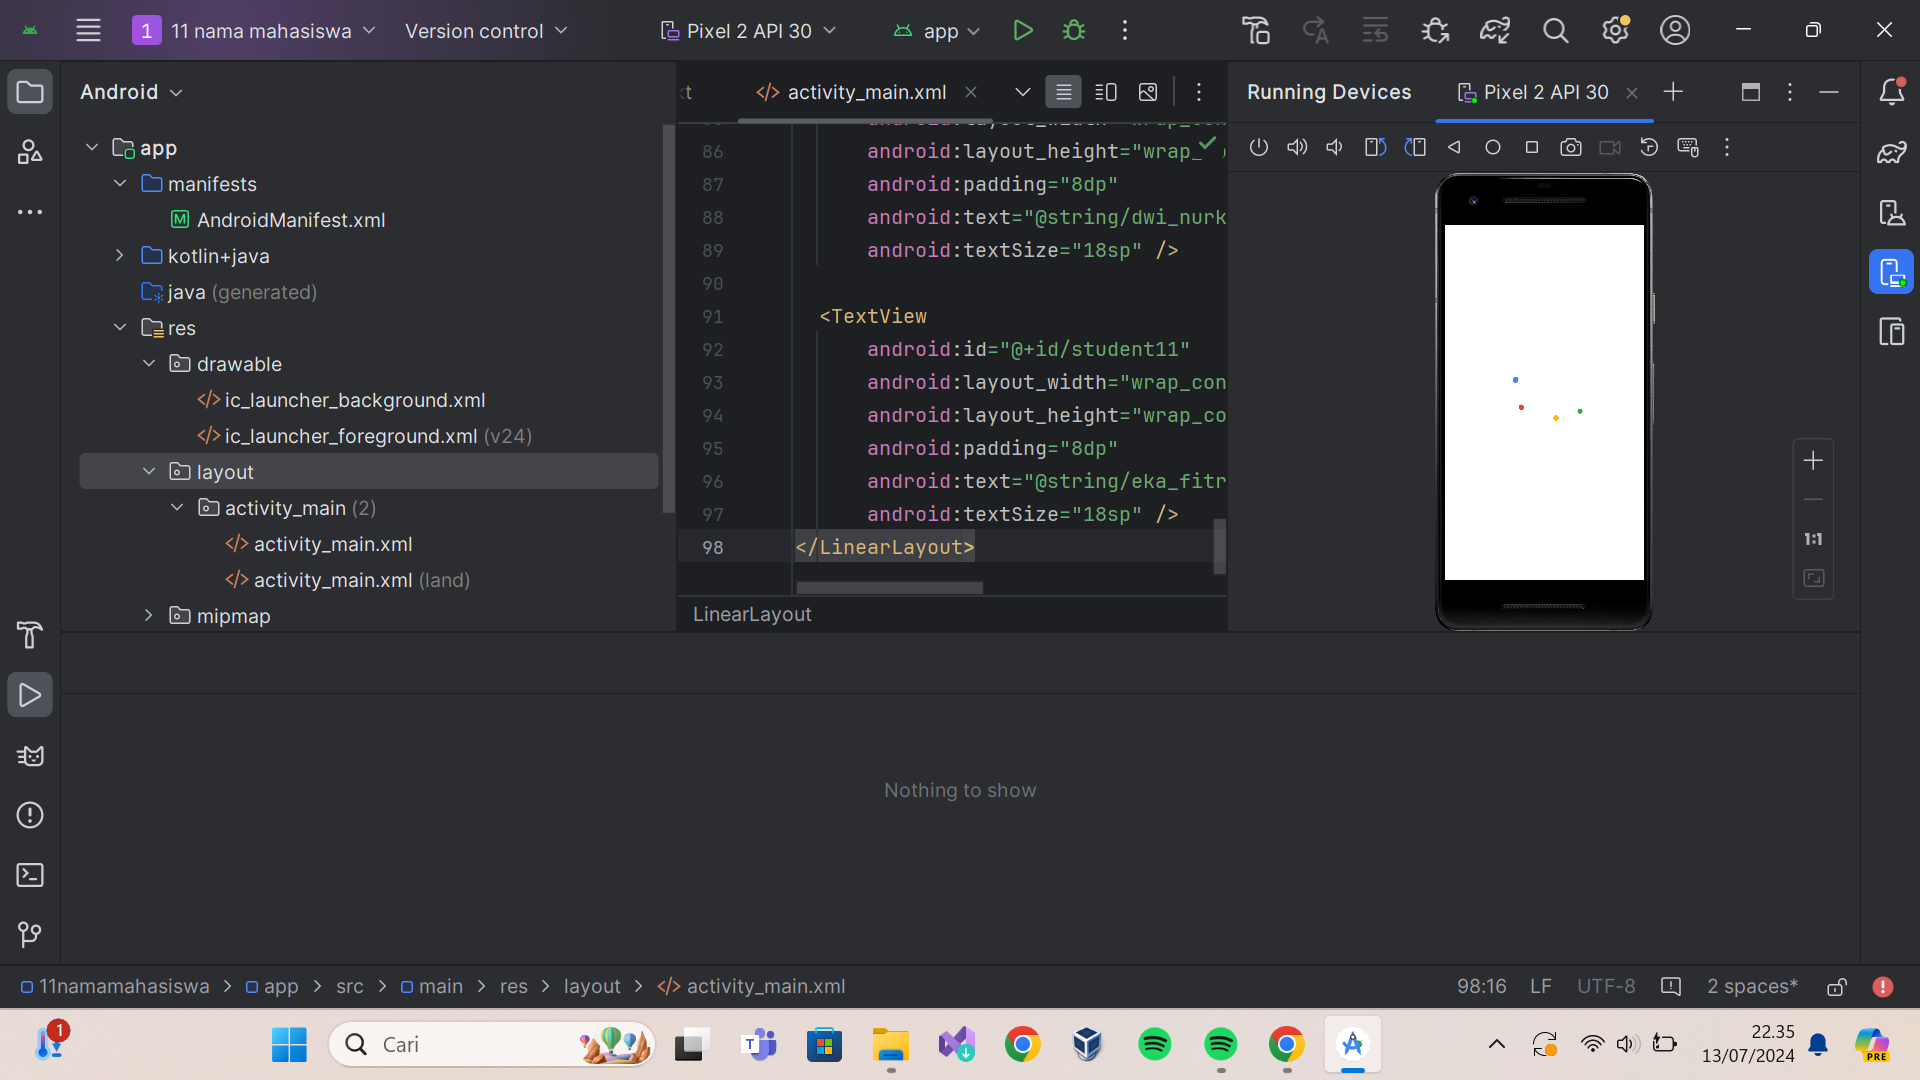 1 11 nama mahasiswa Version control Pixel 2 API 30 app
Android
app
manifests
AndroidManifest.xml
kotlin+java
java (generated)
res
drawable
ic_launcher_background.xml
ic_launcher_foreground.xml (v24)
layout
activity_main (2)
activity_main.xml
activity_main.xml (land)
mipmap
activity_main.xml
86 android:layout_height="wrap_
87 android:padding="8dp"
88 android:text="@string/dwi_nurk
89 android:textSize="18sp" />
90
91 <TextView
92 android:id="@+id/student11"
93 android:layout_width="wrap_con
94 android:layout_height="wrap_co
95 android:padding="8dp"
96 android:text="@string/eka_fitr
97 android:textSize="18sp" />
98 </LinearLayout>
LinearLayout
Running Devices Pixel 2 API 30
1:1
Nothing to show
11namamahasiswa > app > src > main > res > layout > activity_main.xml
98:16 LF UTF-8 2 spaces*
1
Cari
22.35
13/07/2024
PRE